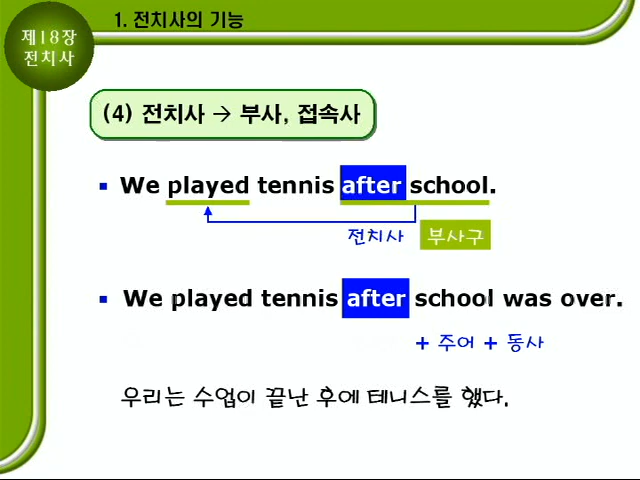 1. 전치사의 기능
제18장
전치사
(4) 전치사 → 부사, 접속사
▪ We played tennis after school.
전치사 부사구
▪ We played tennis after school was over.
+ 주어 + 동사
우리는 수업이 끝난 후에 테니스를 했다.